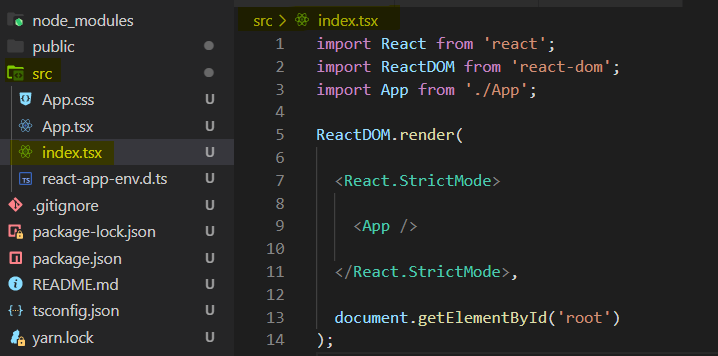 node_modules
public
src
App.css U
App.tsx U
index.tsx U
TS react-app-env.d.ts U
.gitignore U
package-lock.json U
package.json U
README.md U
tsconfig.json U
yarn.lock U
src > index.tsx
1 import React from 'react';
2 import ReactDOM from 'react-dom';
3 import App from './App';
4
5 ReactDOM.render(
6
7 <React.StrictMode>
8
9 <App />
10
11 </React.StrictMode>,
12
13 document.getElementById('root')
14 );